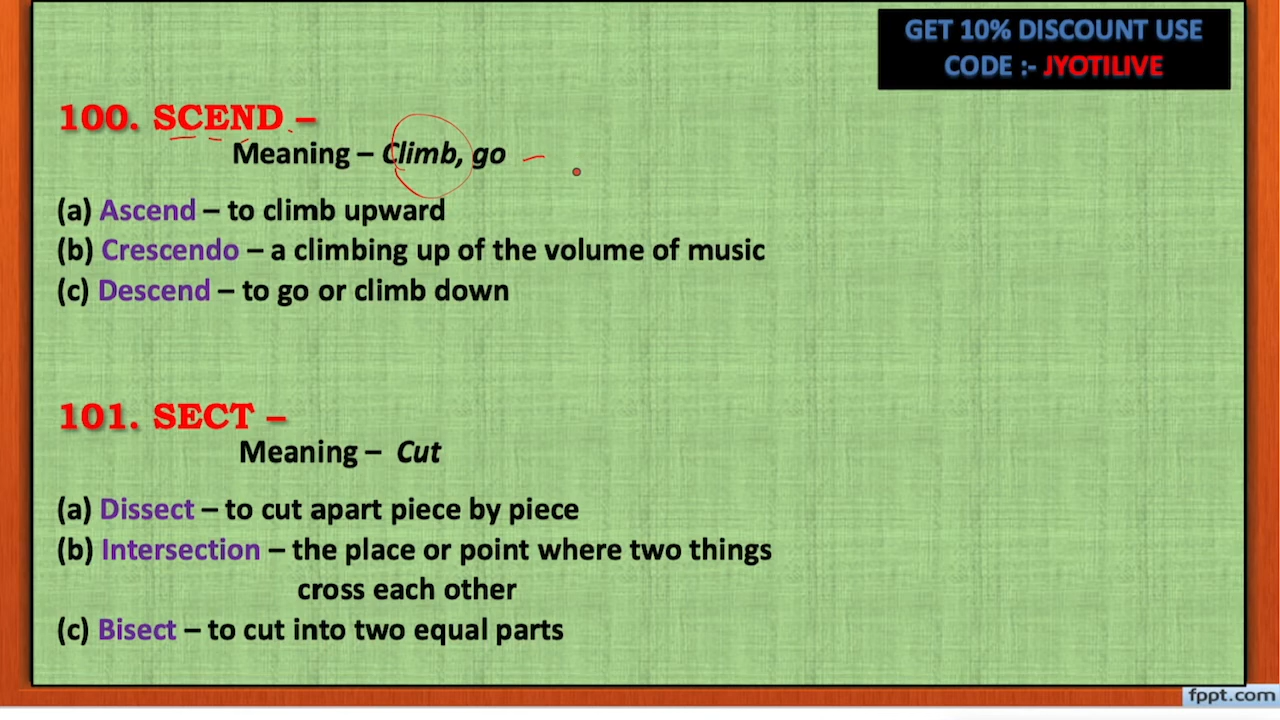 GET 10% DISCOUNT USE
CODE :- JYOTILIVE
100. SCEND –
Meaning – Climb, go
(a) Ascend – to climb upward
(b) Crescendo – a climbing up of the volume of music
(c) Descend – to go or climb down
101. SECT –
Meaning – Cut
(a) Dissect – to cut apart piece by piece
(b) Intersection – the place or point where two things
cross each other
(c) Bisect – to cut into two equal parts
fppt.com